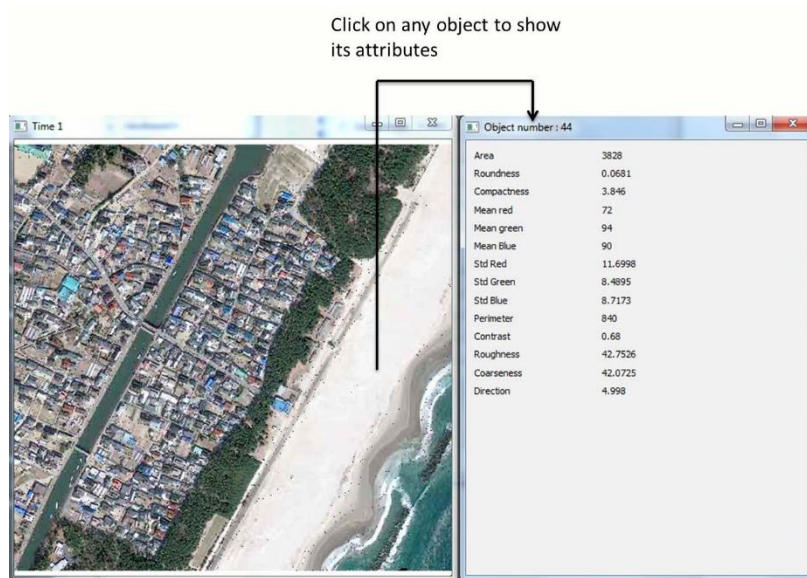 Click on any object to show
its attributes
Time 1
Object number : 44
Area 3828
Roundness 0.0681
Compactness 3.846
Mean red 72
Mean green 94
Mean Blue 90
Std Red 11.6998
Std Green 8.4895
Std Blue 8.7173
Perimeter 840
Contrast 0.68
Roughness 42.7526
Coarseness 42.0725
Direction 4.998